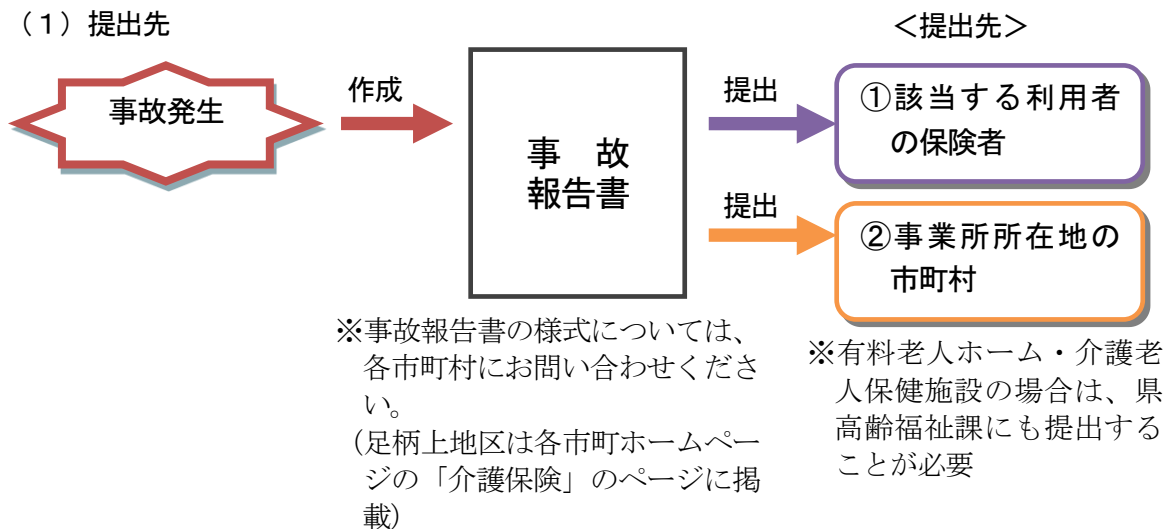 （１）提出先
＜提出先＞
事故発生
作成
事　故
報告書
提出
①該当する利用者
の保険者
提出
②事業所所在地の
市町村
※事故報告書の様式については、
各市町村にお問い合わせくださ
い。
（足柄上地区は各市町ホームペー
ジの「介護保険」のページに掲
載）
※有料老人ホーム・介護老
人保健施設の場合は、県
高齢福祉課にも提出する
ことが必要